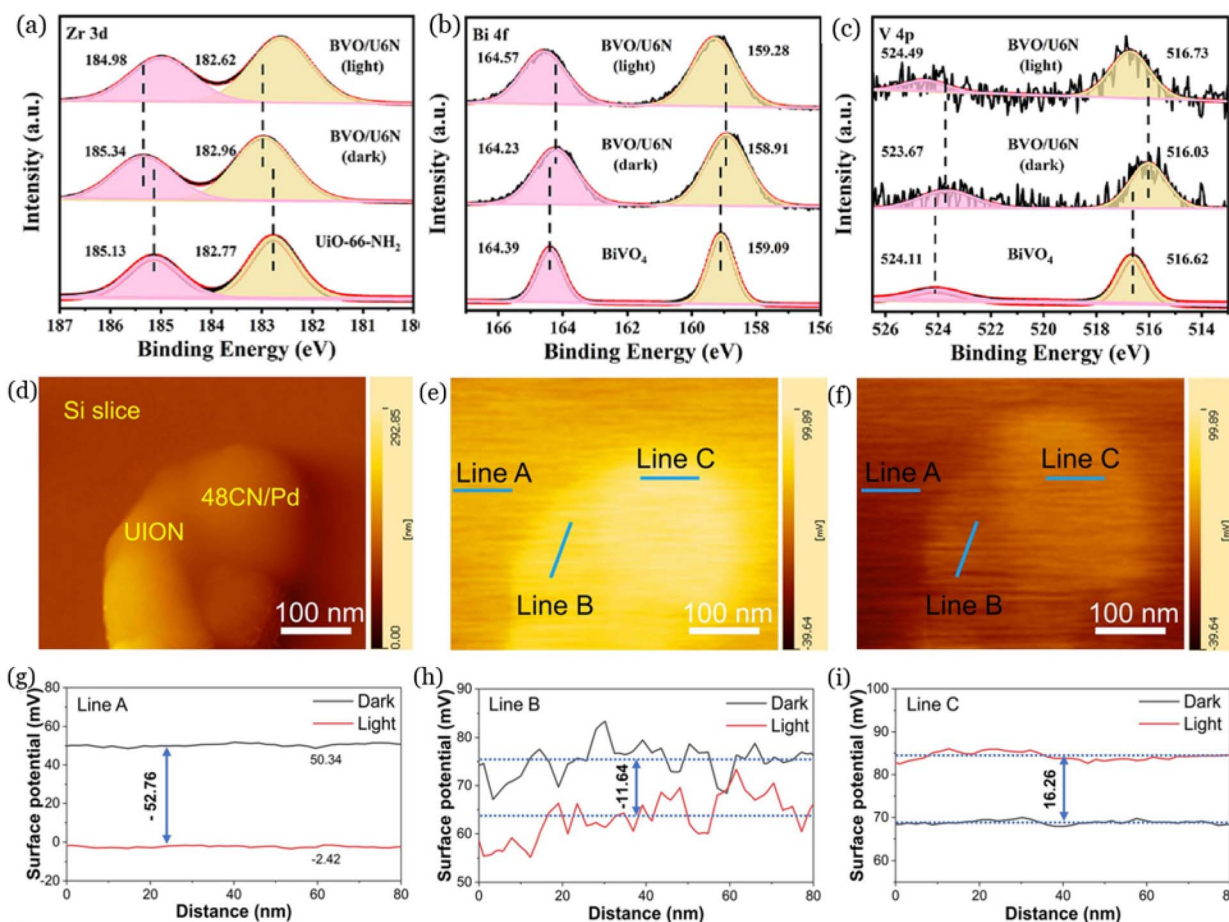 (a)
Zr 3d
184.98
182.62
BVO/U6N
(light)
185.34
182.96
BVO/U6N
(dark)
185.13
182.77
UiO-66-NH₂
Intensity (a.u.)
187 185 184 183 182 181 180
Binding Energy (eV)
(b)
Bi 4f
164.57
BVO/U6N
(light)
159.28
164.23
BVO/U6N
(dark)
158.91
164.39
BiVO₄
159.09
Intensity (a.u.)
166 164 162 160 158 156
Binding Energy (eV)
(c)
V 4p
524.49
BVO/U6N
(light)
516.73
523.67
BVO/U6N
(dark)
516.03
524.11
BiVO₄
516.62
Intensity (a.u.)
526 524 522 520 518 516 514
Binding Energy (eV)
(d)
Si slice
48CN/Pd
UION
100 nm
292.85
[nm]
0.00
(e)
Line A
Line C
Line B
100 nm
99.89
[mV]
-39.64
(f)
Line A
Line C
Line B
100 nm
99.89
[mV]
-39.64
(g)
Line A
Dark
Light
50.34
-52.76
-2.42
Surface potential (mV)
80
60
40
20
0
-20
0 20 40 60 80
Distance (nm)
(h)
Line B
Dark
Light
-11.64
Surface potential (mV)
90
80
70
60
50
0 10 20 30 40 50 60 70 80
Distance (nm)
(i)
Line C
Dark
Light
16.26
Surface potential (mV)
100
90
80
70
60
0 20 40 60 80
Distance (nm)